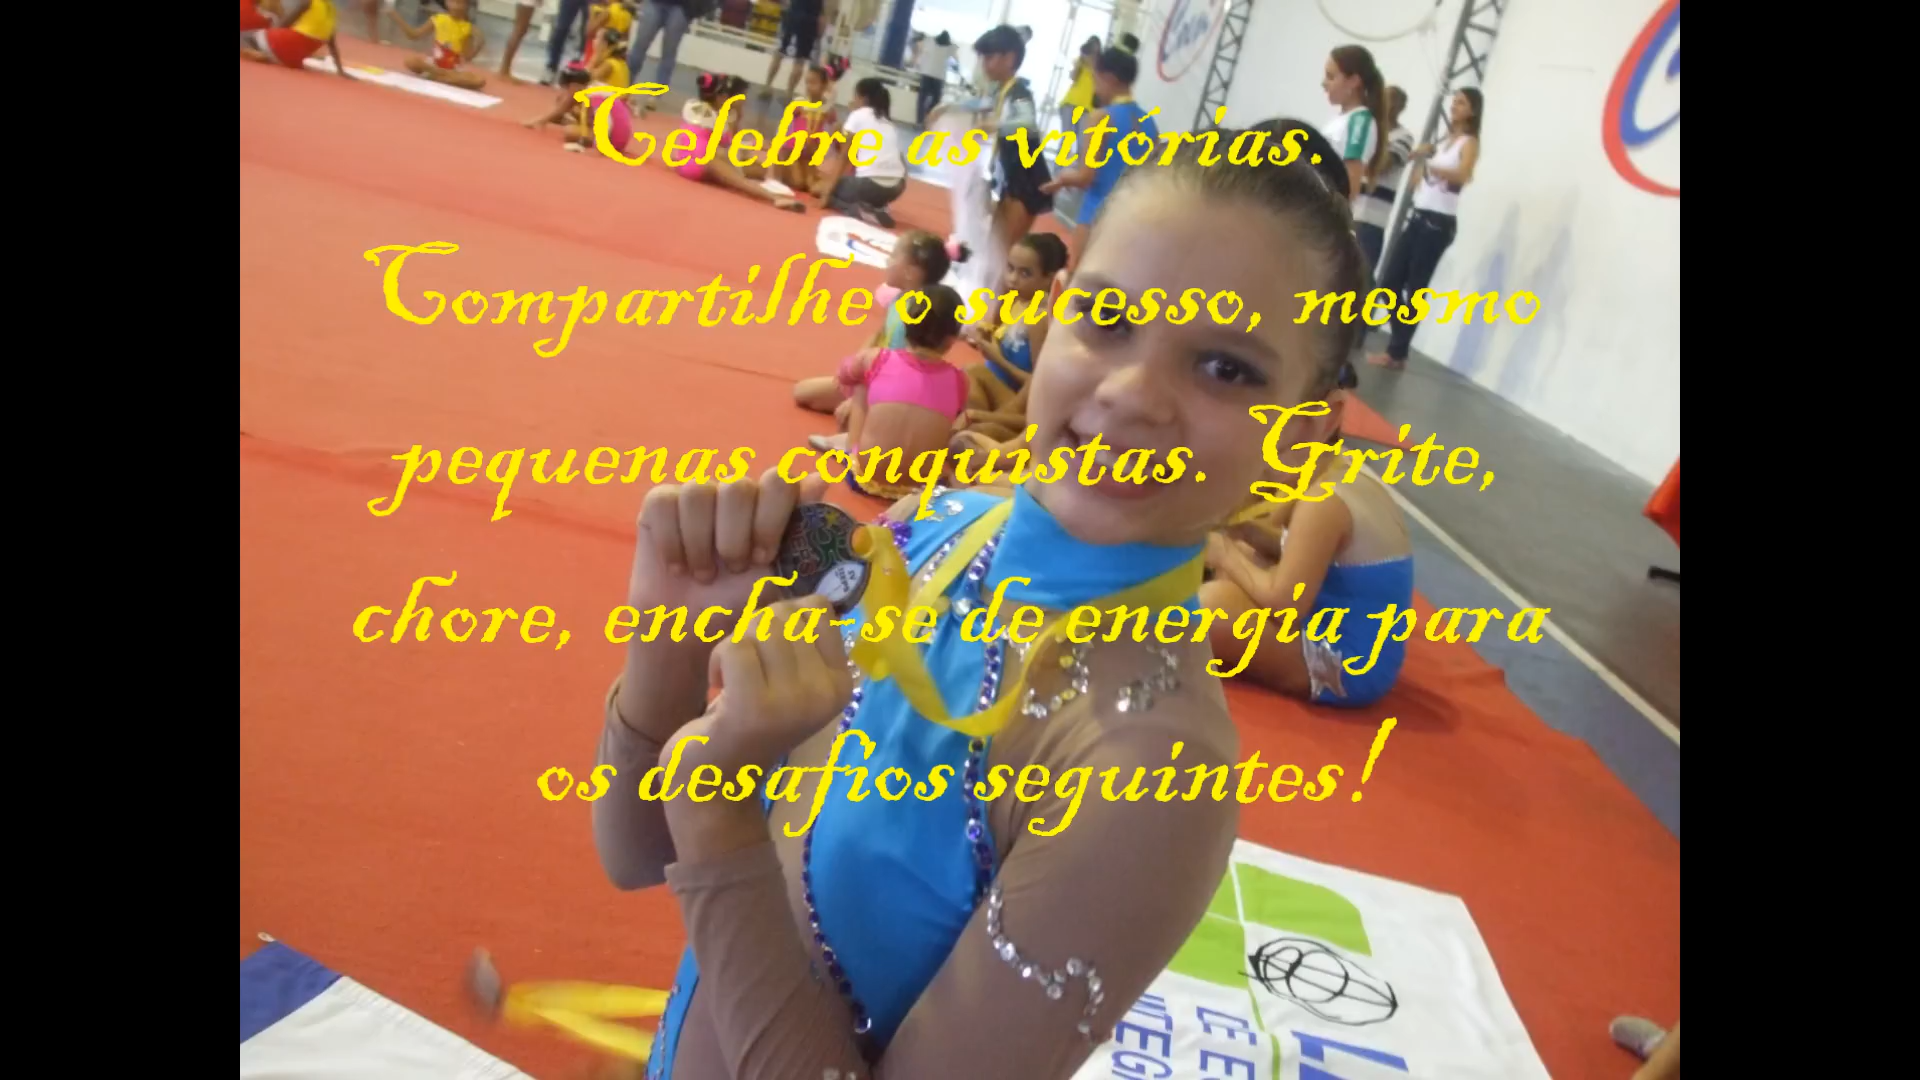 Celebre as vitórias.
Compartilhe o sucesso, mesmo
pequenas conquistas. Grite,
chore, encha-se de energia para
os desafios seguintes!